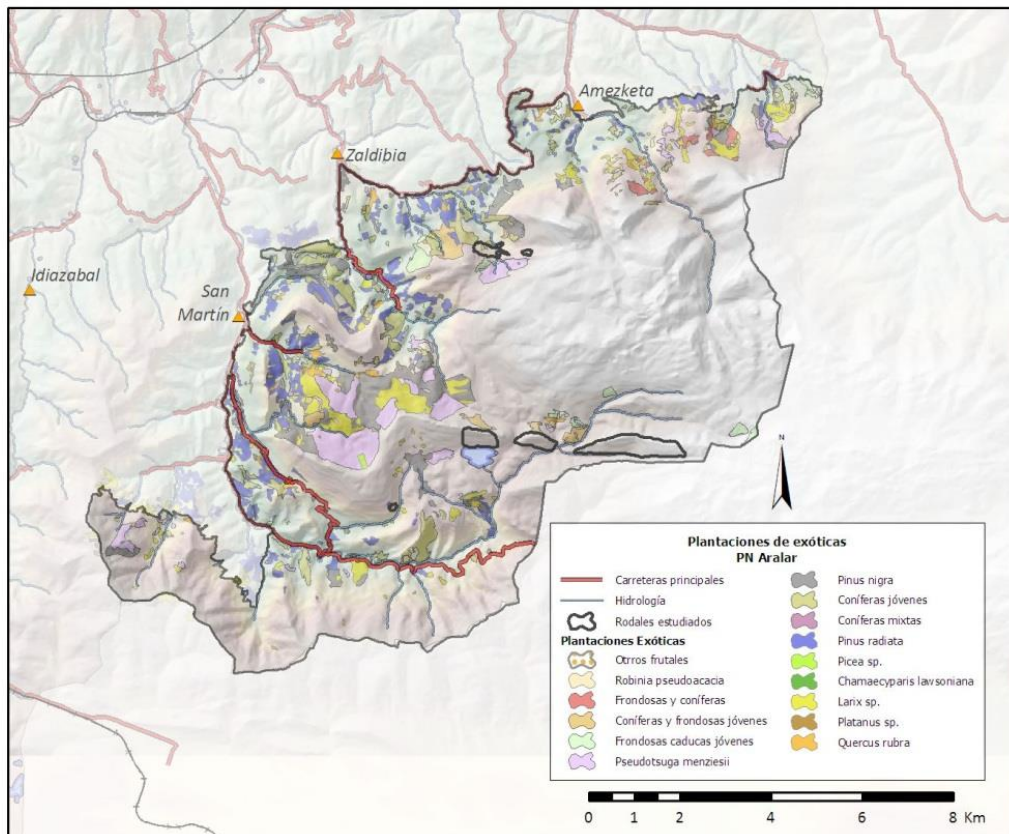 Amezketa
Zaldibia
Idiazabal
San
Martín
N
Plantaciones de exóticas
PN Aralar
Carreteras principales
Hidrología
Rodales estudiados
Plantaciones Exóticas
Otrros frutales
Robinia pseudoacacia
Frondosas y coníferas
Coníferas y frondosas jóvenes
Frondosas caducas jóvenes
Pseudotsuga menziesii
Pinus nigra
Coníferas jóvenes
Coníferas mixtas
Pinus radiata
Picea sp.
Chamaecyparis lawsoniana
Larix sp.
Platanus sp.
Quercus rubra
0 1 2 4 6 8 Km